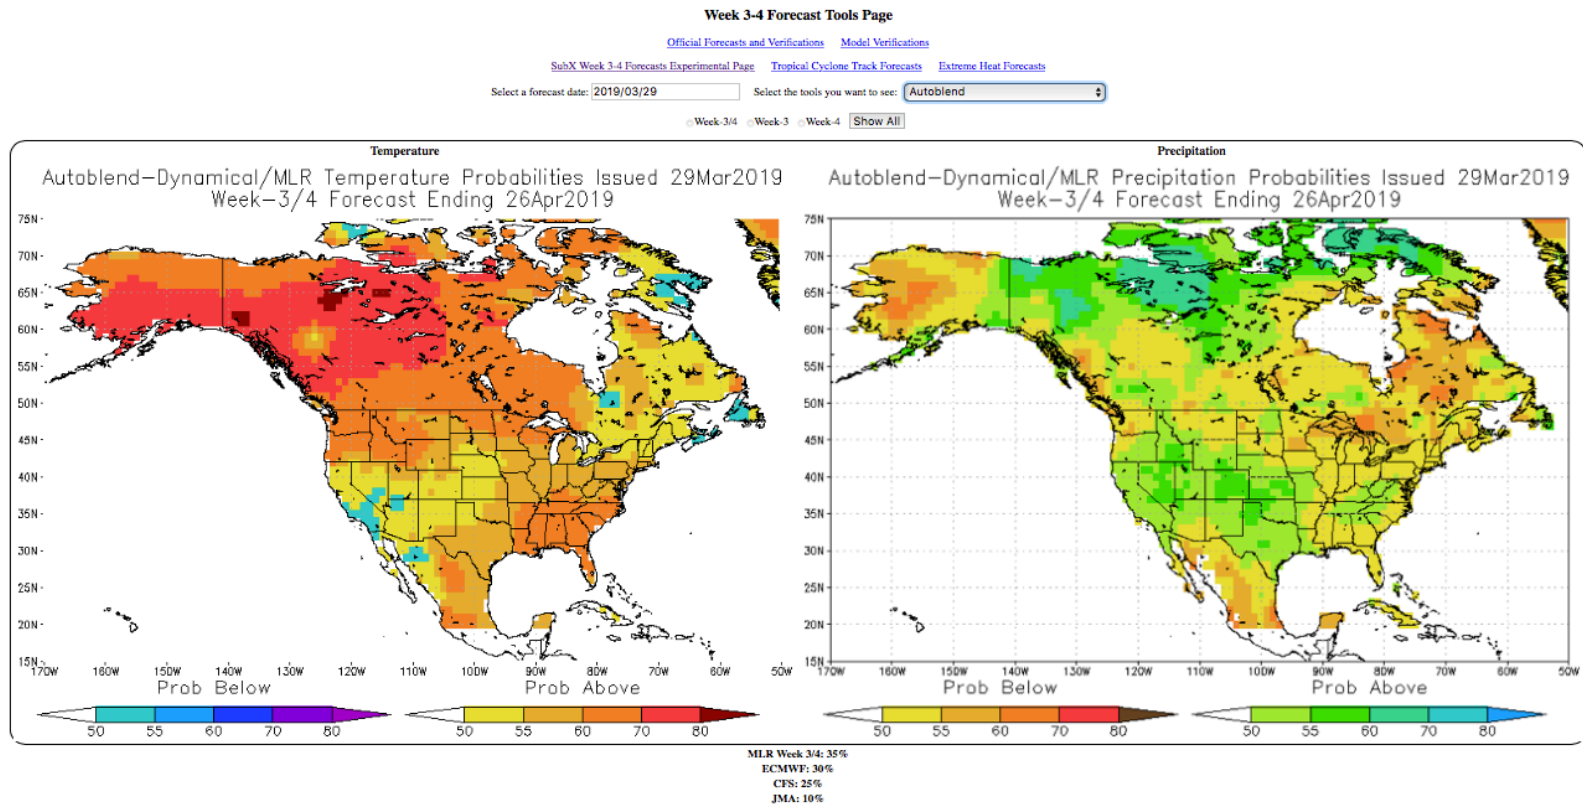 Week 3-4 Forecast Tools Page
Official Forecasts and Verifications Model Verifications
SubX Week 3-4 Forecasts Experimental Page Tropical Cyclone Track Forecasts Extreme Heat Forecasts
Select a forecast date: 2019/03/29 Select the tools you want to see: Autoblend
Week-3/4 Week-3 Week-4 Show All
Temperature
Autoblend-Dynamical/MLR Temperature Probabilities Issued 29Mar2019
Week-3/4 Forecast Ending 26Apr2019
75N
70N
65N
60N
55N
50N
45N
40N
35N
30N
25N
20N
15N
170W 160W 150W 140W 130W 120W 110W 100W 90W 80W 70W 60W 50W
Prob Below Prob Above
50 55 60 70 80 50 55 60 70 80
Precipitation
Autoblend-Dynamical/MLR Precipitation Probabilities Issued 29Mar2019
Week-3/4 Forecast Ending 26Apr2019
75N
70N
65N
60N
55N
50N
45N
40N
35N
30N
25N
20N
15N
170W 160W 150W 140W 130W 120W 110W 100W 90W 80W 70W 60W 50W
Prob Below Prob Above
50 55 60 70 80 50 55 60 70 80
MLR Week 3/4: 35%
ECMWF: 30%
CFS: 25%
JMA: 10%